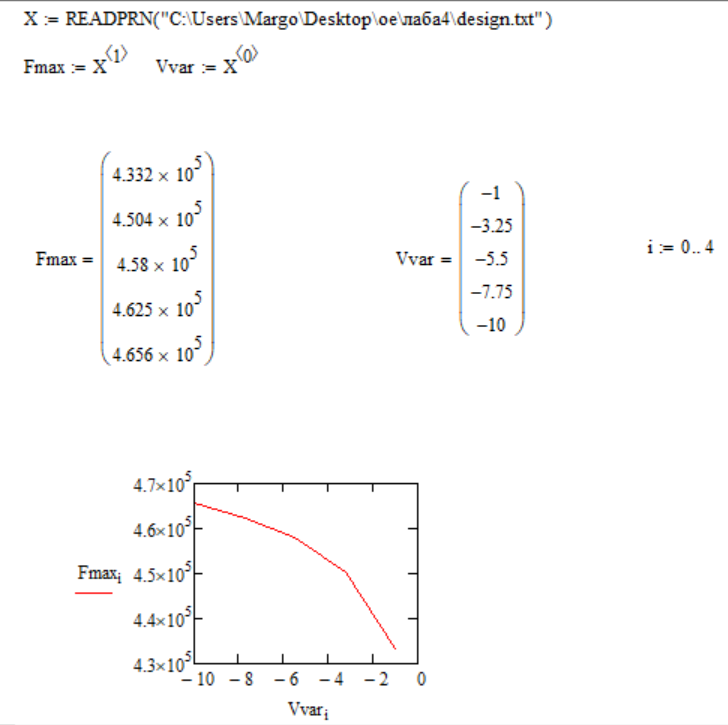 X := READPRN("C:\Users\Margo\Desktop\oe\лаба4\design.txt")
Fmax := X⟨1⟩ Vvar := X⟨0⟩
Fmax =
4.332 × 10^5
4.504 × 10^5
4.58 × 10^5
4.625 × 10^5
4.656 × 10^5
Vvar =
−1
−3.25
−5.5
−7.75
−10
i := 0.. 4
4.7×10^5
4.6×10^5
4.5×10^5
4.4×10^5
4.3×10^5
Fmax_i
−10 −8 −6 −4 −2 0
Vvar_i